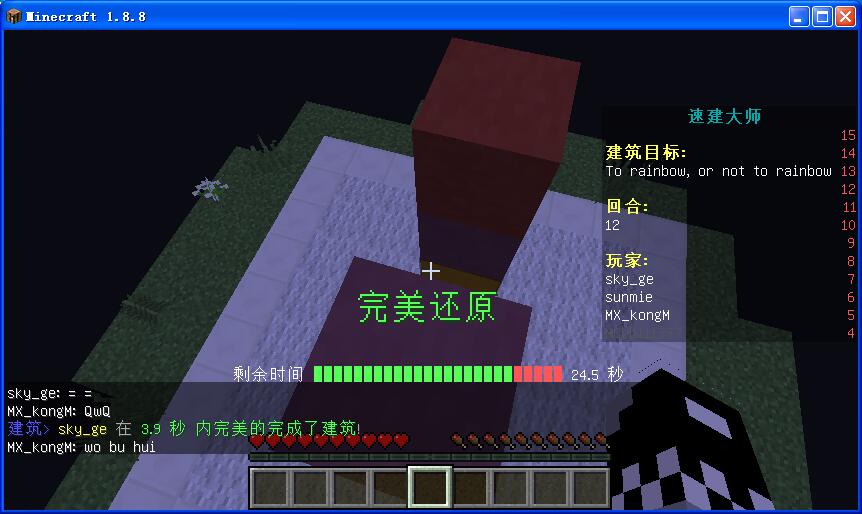 Minecraft 1.8.8
速建大师
15
建筑目标:
14
To rainbow, or not to rainbow 13
12
回合:
11
12
10
9
玩家:
8
sky_ge
7
sunmie
6
MX_kongM
5
4
完美还原
剩余时间 24.5 秒
sky_ge: = =
MX_kongM: QwQ
建筑> sky_ge 在 3.9 秒 内完美的完成了建筑!
MX_kongM: wo bu hui